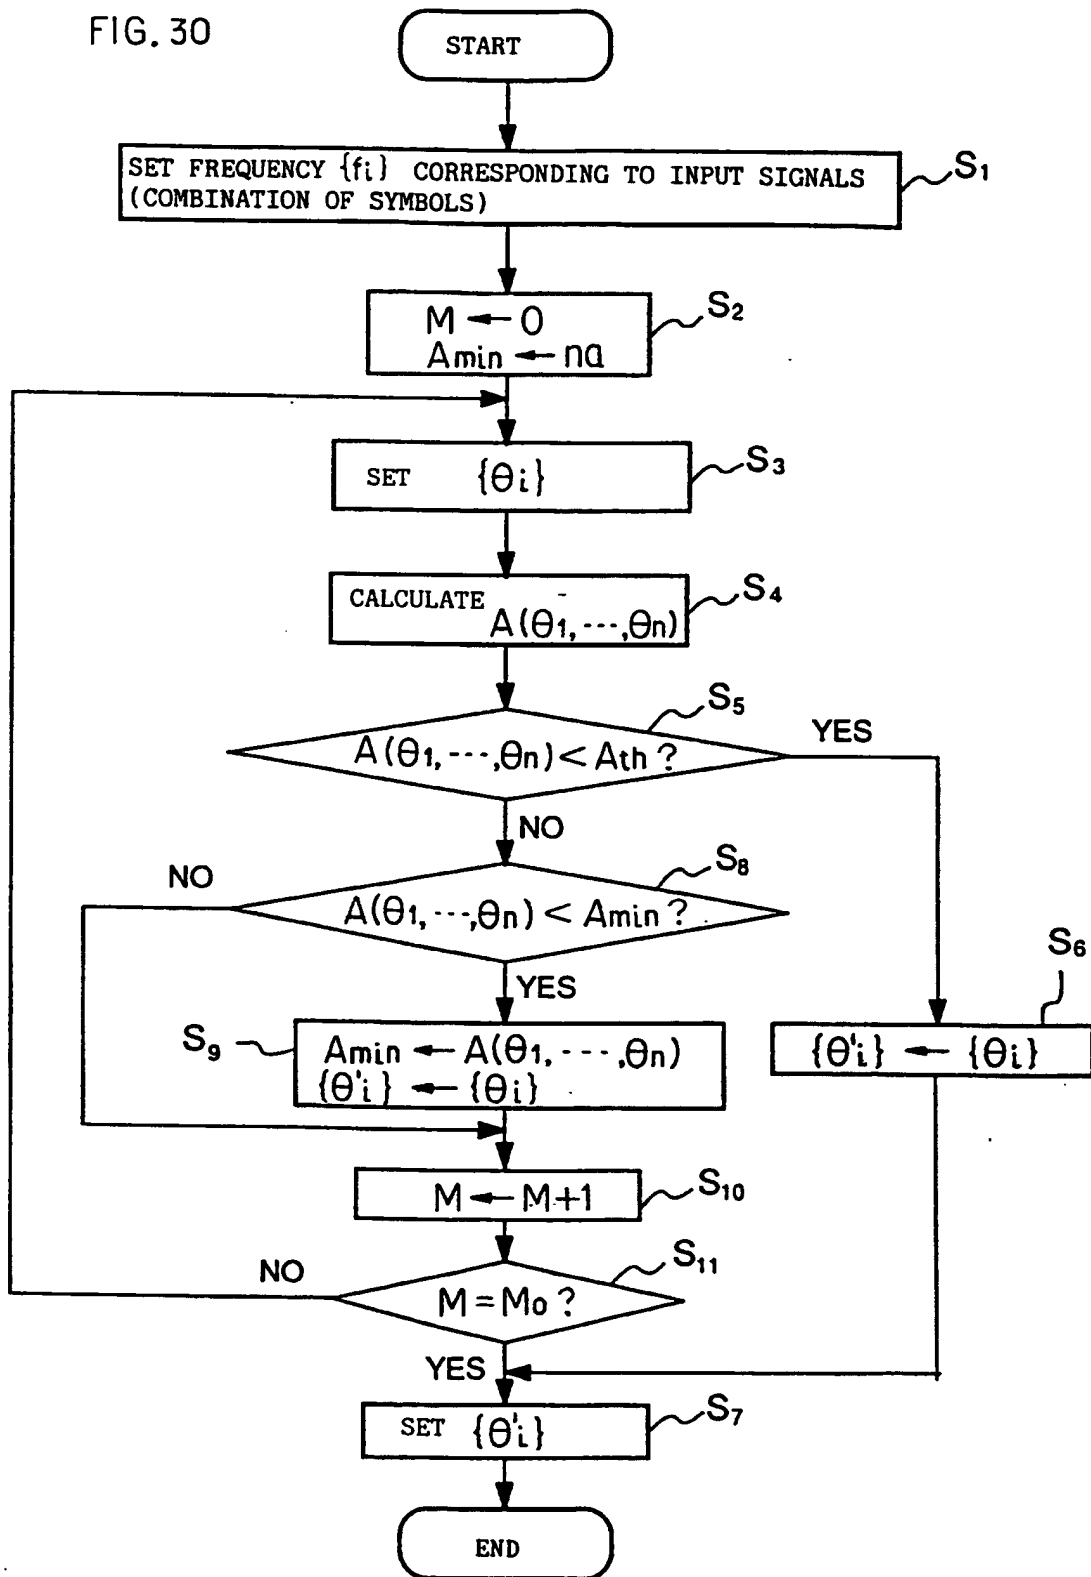 FIG. 30
START
SET FREQUENCY {fi} CORRESPONDING TO INPUT SIGNALS
(COMBINATION OF SYMBOLS)
S1
M ← 0
Amin ← na
S2
SET {θi}
S3
CALCULATE
A(θ1, ---, θn)
S4
A(θ1, ---, θn) < Ath ?
S5
YES
NO
A(θ1, ---, θn) < Amin ?
S8
NO
YES
S6
{θ'i} ← {θi}
S9
Amin ← A(θ1, ---, θn)
{θ'i} ← {θi}
M ← M+1
S10
M = Mo ?
S11
NO
YES
SET {θ'i}
S7
END